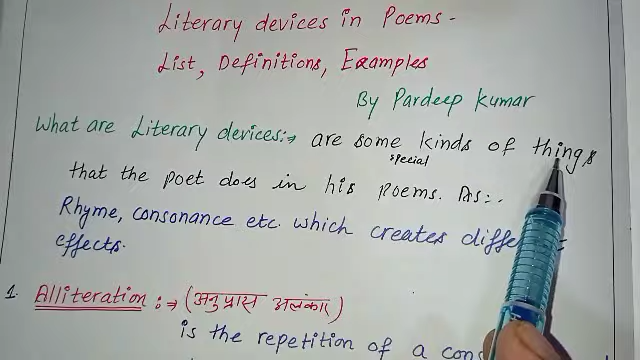 Literary devices in Poems -
List, Definitions, Examples
By Pardeep Kumar
What are Literary devices:→ are some kinds of things
special
that the poet does in his poems. As:.
Rhyme, consonance etc. which creates
effects.
1. Alliteration :→ (अनुप्रास अलंकार)
is the repetition of a